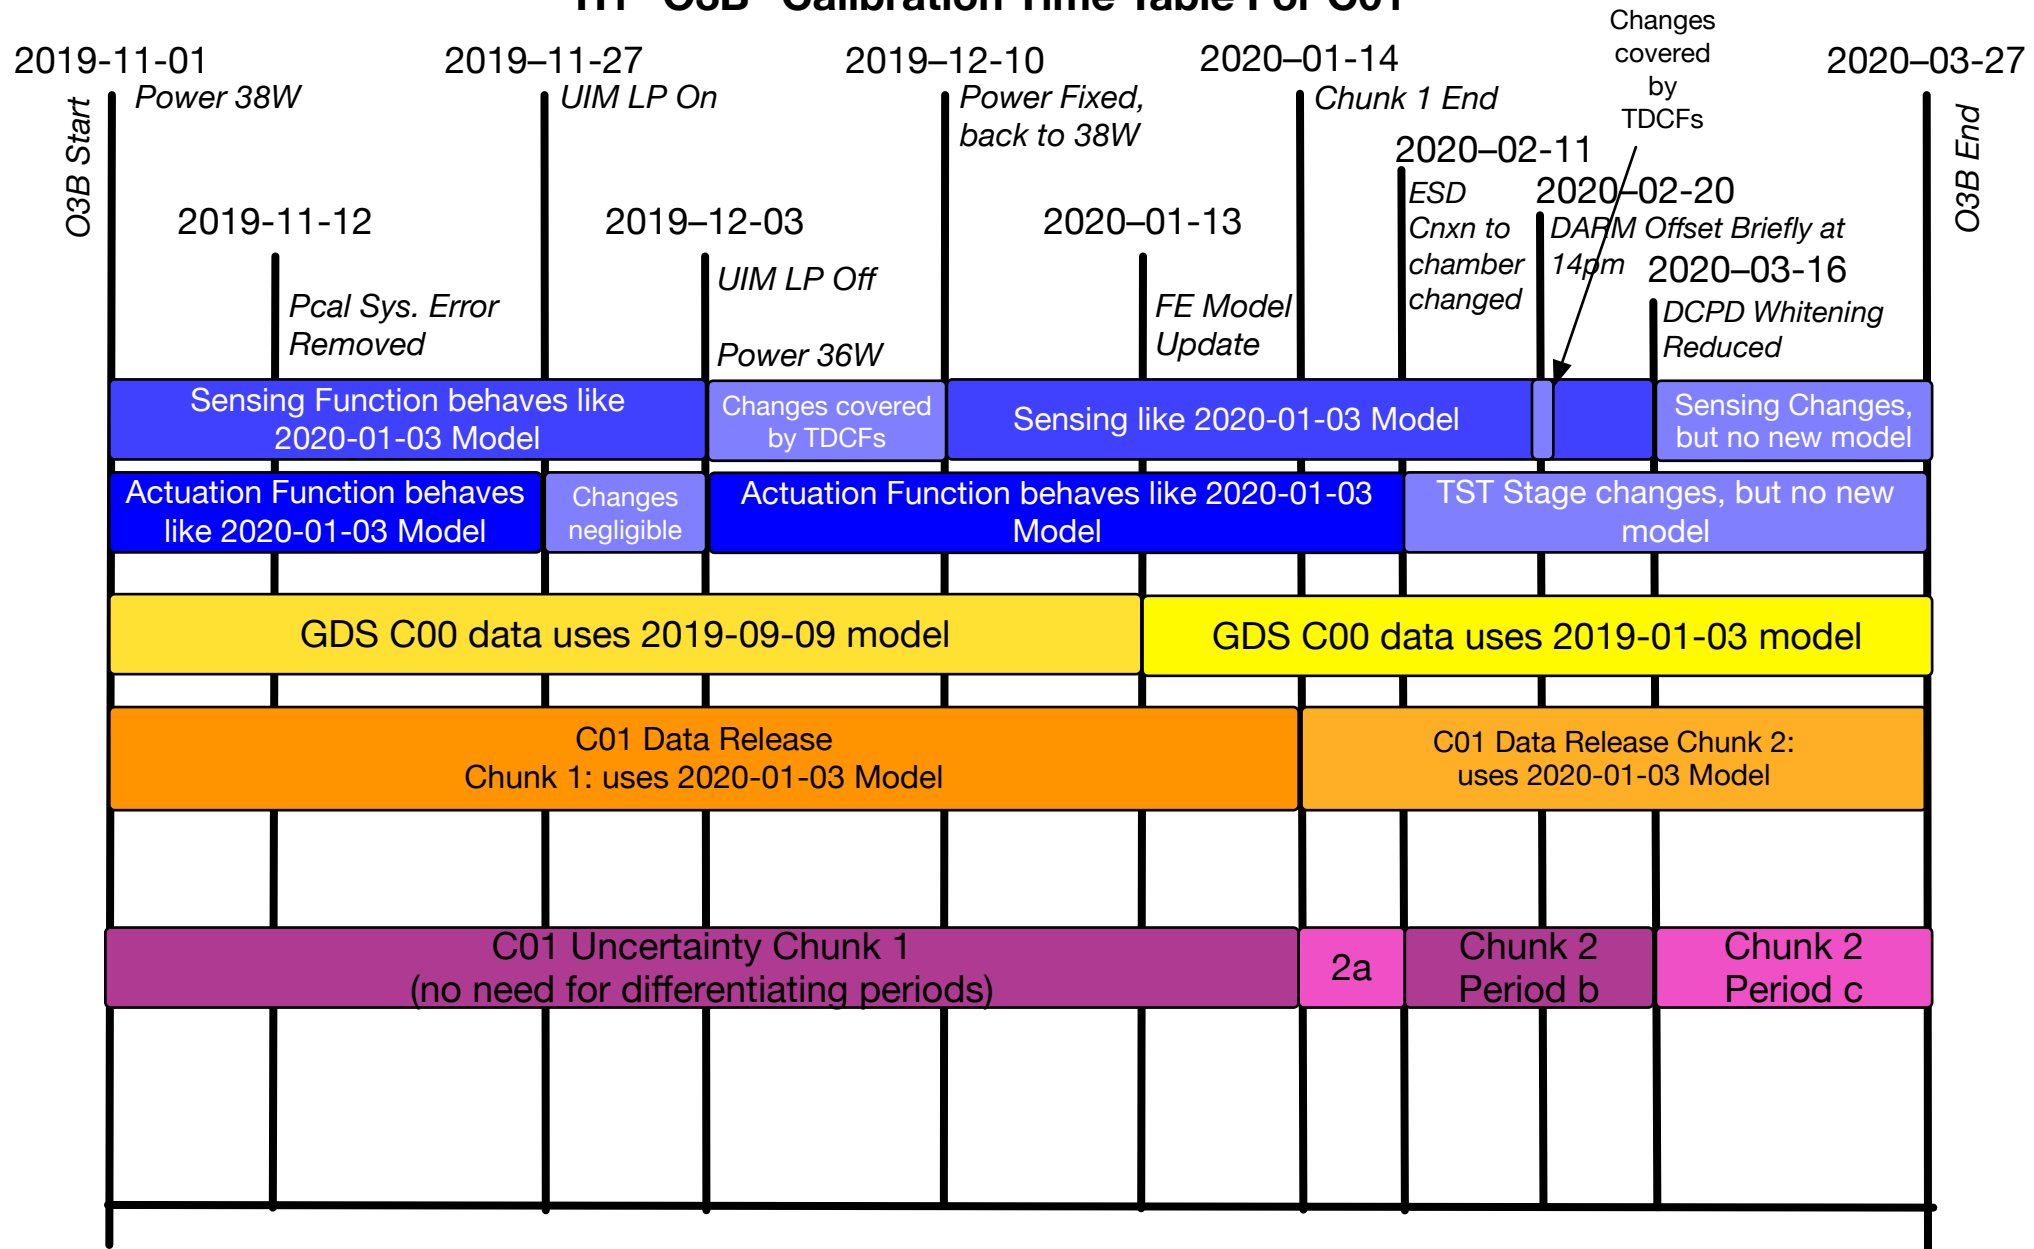 H1 "O3B" Calibration Time Table For C01
Changes
covered
by
TDCFs
2019-11-01
2019–11-27
2019–12-10
2020–01-14
2020–03-27
O3B Start
Power 38W
UIM LP On
Power Fixed,
back to 38W
Chunk 1 End
O3B End
2020–02-11
ESD
Cnxn to
chamber
changed
2020–02-20
DARM Offset Briefly at
14pm
2019-11-12
2019–12-03
2020–01-13
2020–03-16
Pcal Sys. Error
Removed
UIM LP Off
Power 36W
FE Model
Update
DCPD Whitening
Reduced
Sensing Function behaves like
2020-01-03 Model
Changes covered
by TDCFs
Sensing like 2020-01-03 Model
Sensing Changes,
but no new model
Actuation Function behaves
like 2020-01-03 Model
Changes
negligible
Actuation Function behaves like 2020-01-03
Model
TST Stage changes, but no new
model
GDS C00 data uses 2019-09-09 model
GDS C00 data uses 2019-01-03 model
C01 Data Release
Chunk 1: uses 2020-01-03 Model
C01 Data Release Chunk 2:
uses 2020-01-03 Model
C01 Uncertainty Chunk 1
(no need for differentiating periods)
2a
Chunk 2
Period b
Chunk 2
Period c